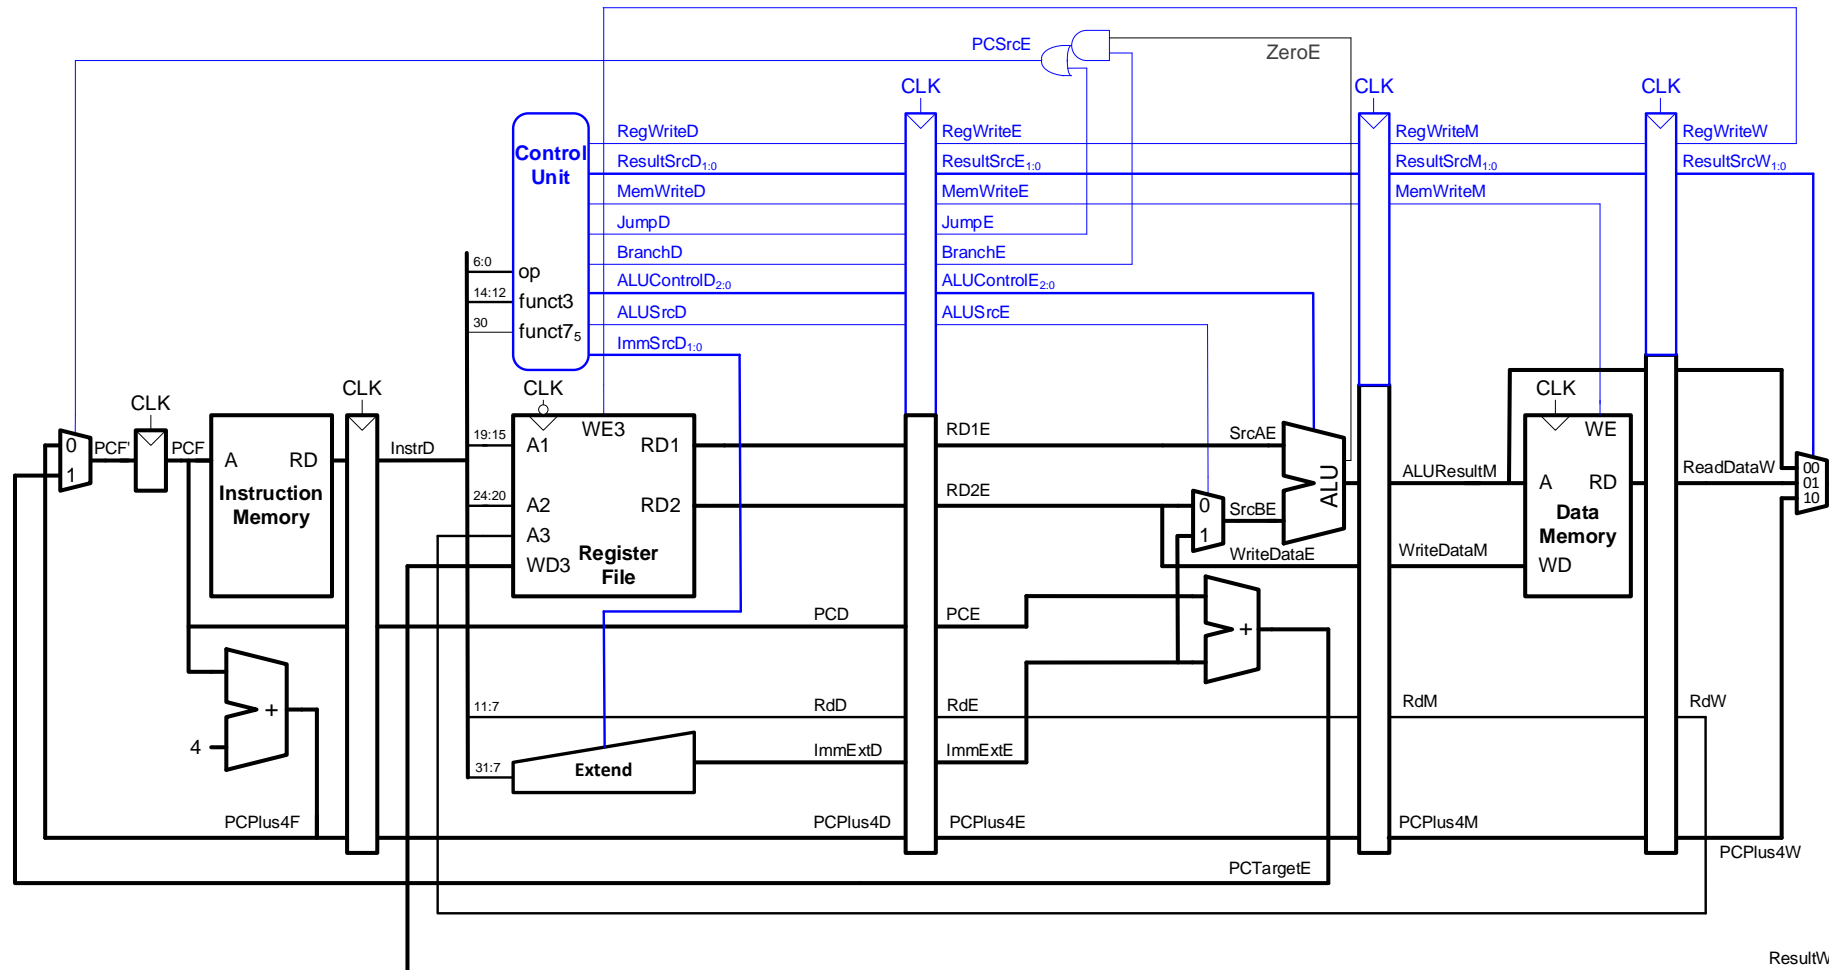 PCSrcE
ZeroE
CLK
CLK
CLK
Control
Unit
RegWriteD
RegWriteE
RegWriteM
RegWriteW
ResultSrcD1:0
ResultSrcE1:0
ResultSrcM1:0
ResultSrcW1:0
MemWriteD
MemWriteE
MemWriteM
JumpD
JumpE
BranchD
BranchE
6:0
op
ALUControlD2:0
ALUControlE2:0
14:12
funct3
ALUSrcD
ALUSrcE
30
funct75
ImmSrcD1:0
CLK
CLK
CLK
CLK
0
1
PCF'
PCF
A
RD
Instruction
Memory
InstrD
19:15
A1
WE3
RD1
RD1E
SrcAE
24:20
A2
RD2
RD2E
0
1
SrcBE
ALU
ALUResultM
A
RD
WE
Data
Memory
WD
ReadDataW
00
01
10
A3
WD3
Register
File
WriteDataE
WriteDataM
PCD
PCE
+
4
+
11:7
RdD
RdE
RdM
RdW
31:7
Extend
ImmExtD
ImmExtE
PCPlus4F
PCPlus4D
PCPlus4E
PCPlus4M
PCPlus4W
PCTargetE
ResultW